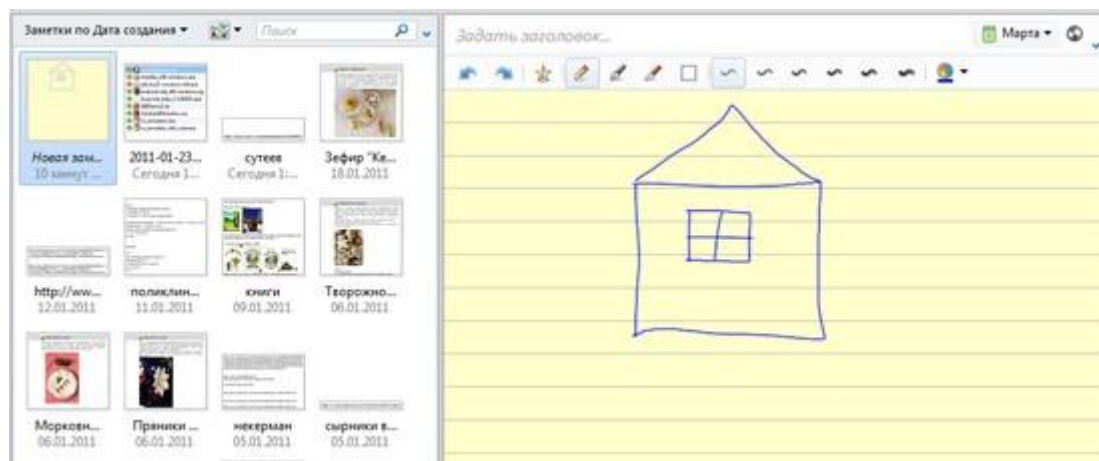 Заметки по Дата создания
Поиск
Задать заголовок...
Марта
Новая зам...
10 минут ...
2011-01-23...
Сегодня 1...
сутеев
Сегодня 1:...
Зефир "Ке...
18.01.2011
http://ww...
12.01.2011
поликлин...
11.01.2011
книги
09.01.2011
Творожно...
06.01.2011
Морковн...
06.01.2011
Пряники ...
06.01.2011
некерман
05.01.2011
сырники в...
05.01.2011